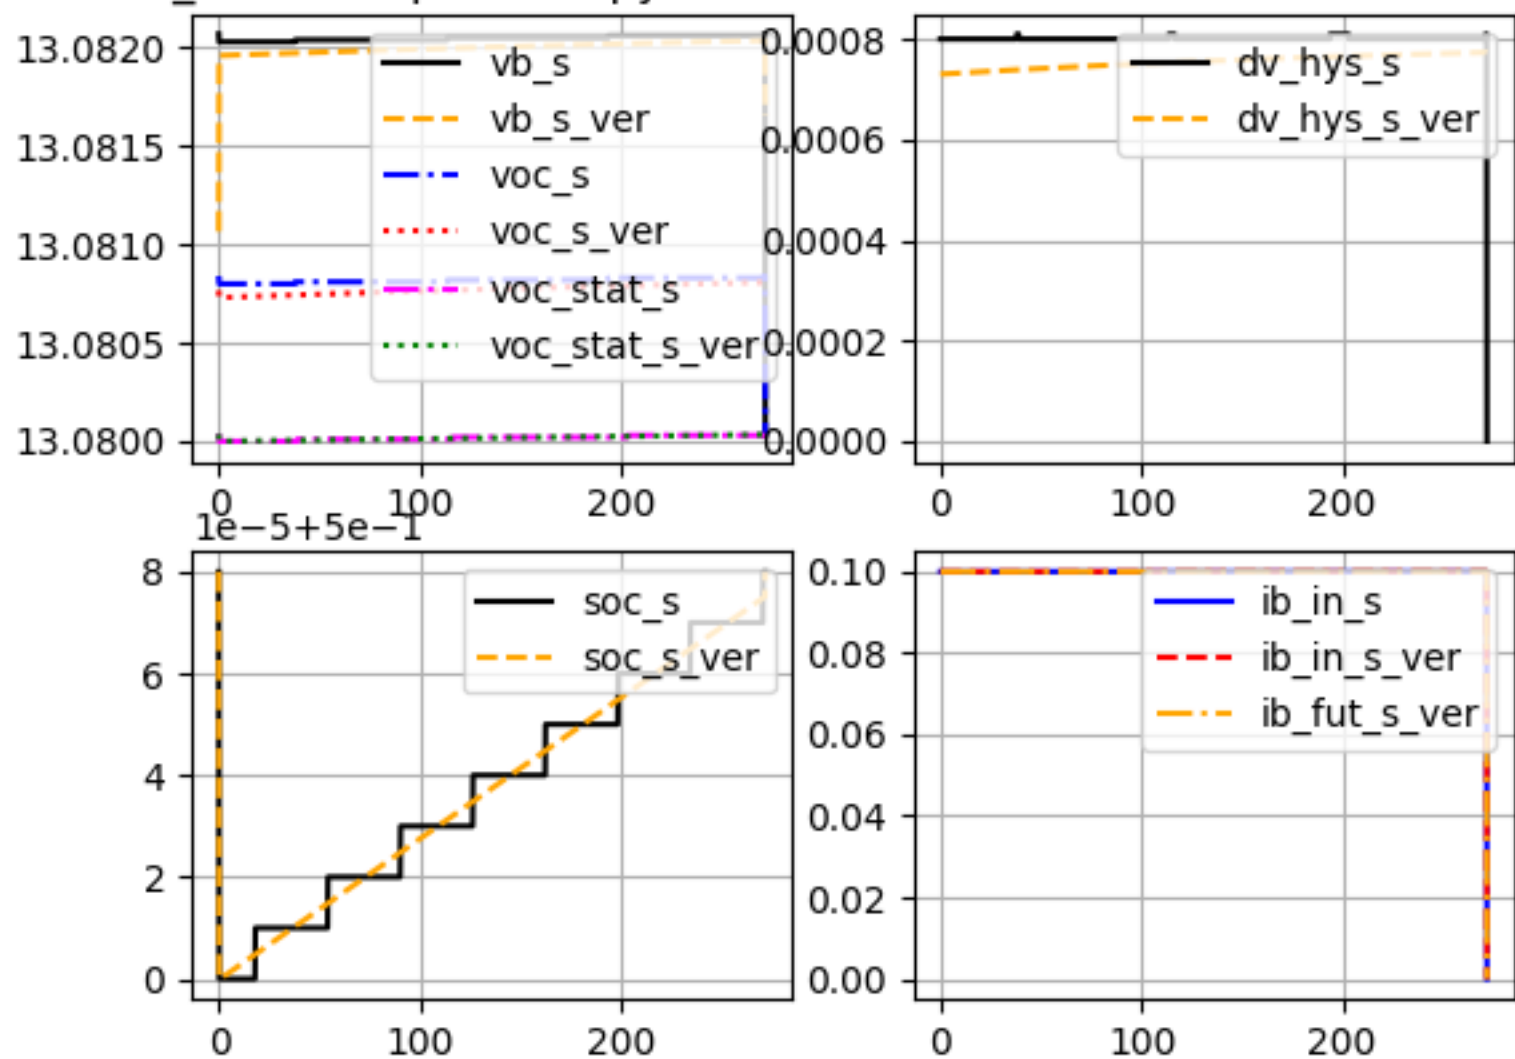 13.0820
13.0815
13.0810
13.0805
13.0800
vb_s
vb_s_ver
voc_s
voc_s_ver
voc_stat_s
voc_stat_s_ver
0 100 200
0.0008
0.0006
0.0004
0.0002
0.0000
dv_hys_s
dv_hys_s_ver
0 100 200
1e−5+5e−1
8
6
4
2
0
soc_s
soc_s_ver
0 100 200
0.10
0.08
0.06
0.04
0.02
0.00
ib_in_s
ib_in_s_ver
ib_fut_s_ver
0 100 200